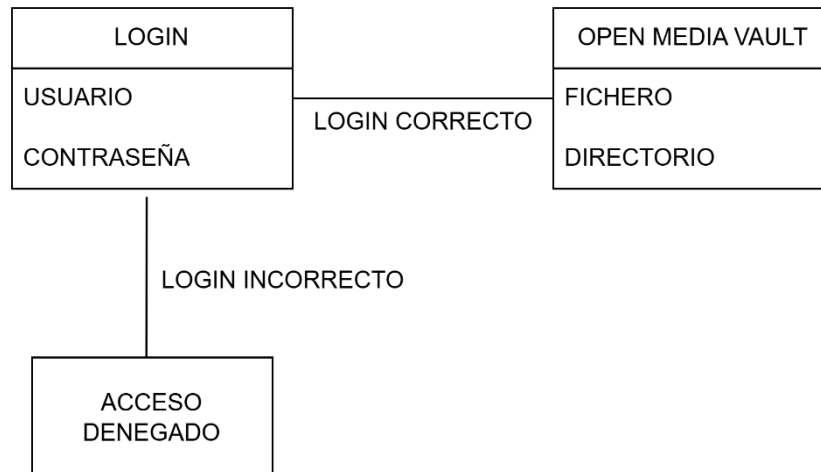 LOGIN
USUARIO
CONTRASEÑA
LOGIN CORRECTO
OPEN MEDIA VAULT
FICHERO
DIRECTORIO
LOGIN INCORRECTO
ACCESO
DENEGADO